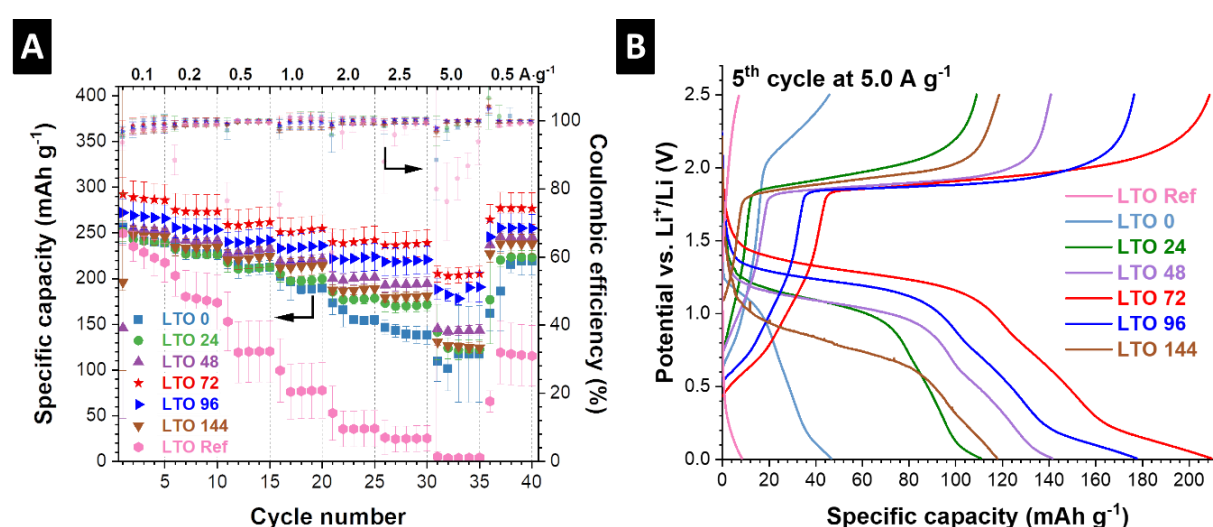 A
0.1 0.2 0.5 1.0 2.0 2.5 5.0 0.5 A·g⁻¹
Specific capacity (mAh g⁻¹)
400
350
300
250
200
150
100
50
0
LTO 0
LTO 24
LTO 48
LTO 72
LTO 96
LTO 144
LTO Ref
100
80
60
40
20
0
Coulombic efficiency (%)
0 5 10 15 20 25 30 35 40
Cycle number
B
5th cycle at 5.0 A g⁻¹
Potential vs. Li⁺/Li (V)
2.5
2.0
1.5
1.0
0.5
0.0
LTO Ref
LTO 0
LTO 24
LTO 48
LTO 72
LTO 96
LTO 144
0 20 40 60 80 100 120 140 160 180 200
Specific capacity (mAh g⁻¹)